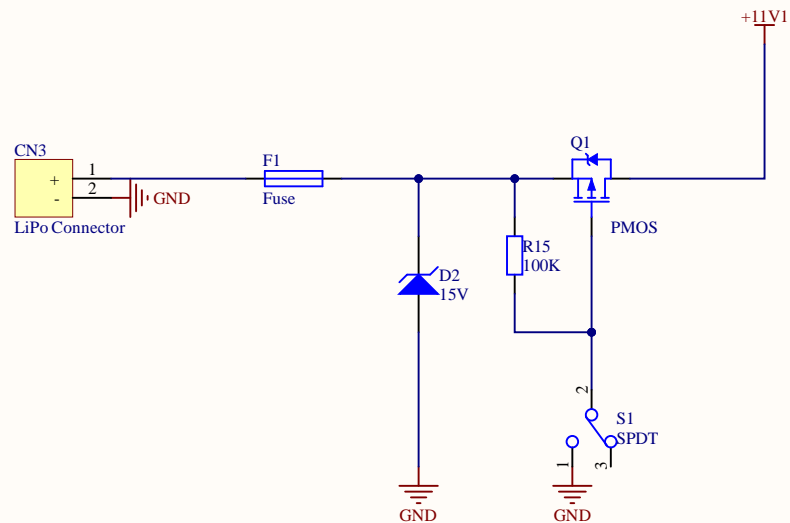 +11V1
CN3
+
-
1
2
GND
LiPo Connector
F1
Fuse
Q1
PMOS
R15
100K
D2
15V
2
S1
SPDT
1
3
GND
GND